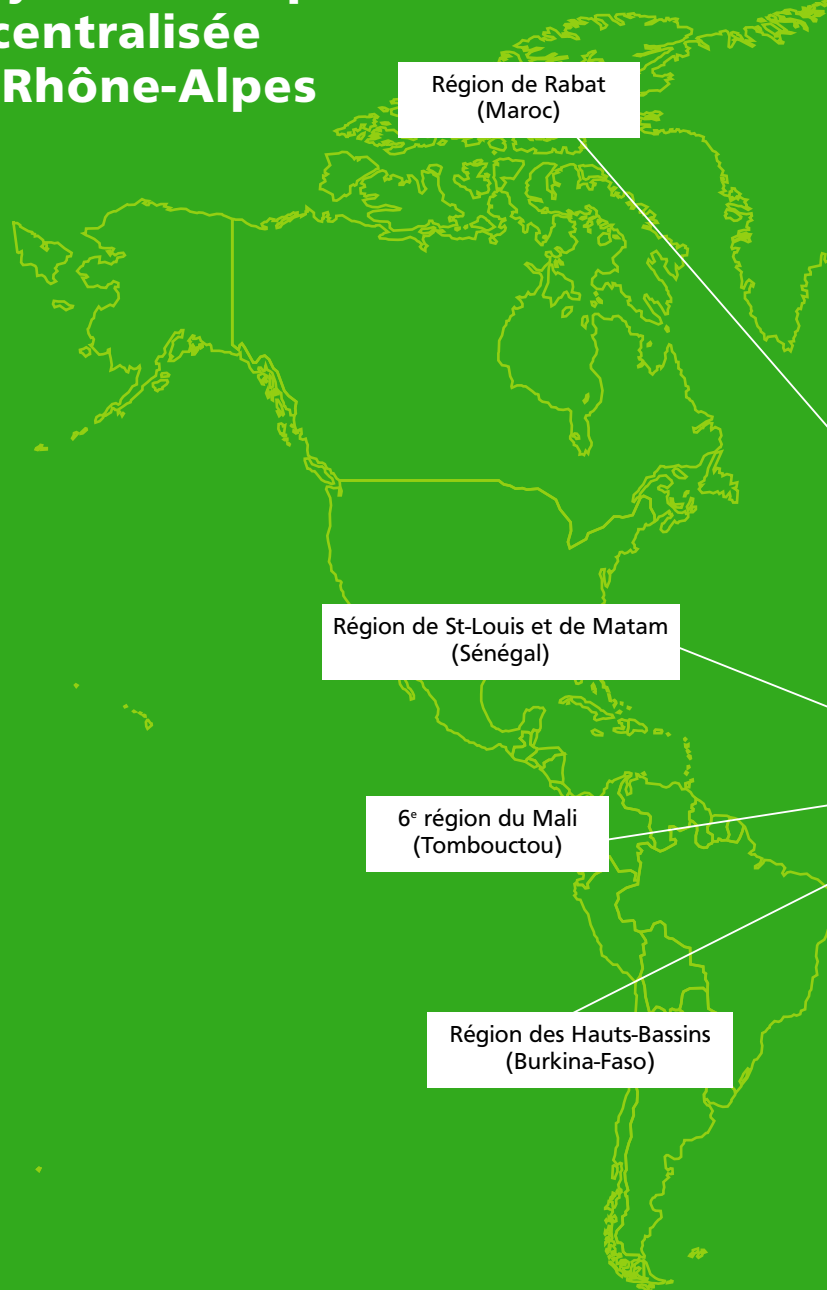 centralisée
Rhône-Alpes
Région de Rabat
(Maroc)
Région de St-Louis et de Matam
(Sénégal)
6e région du Mali
(Tombouctou)
Région des Hauts-Bassins
(Burkina-Faso)